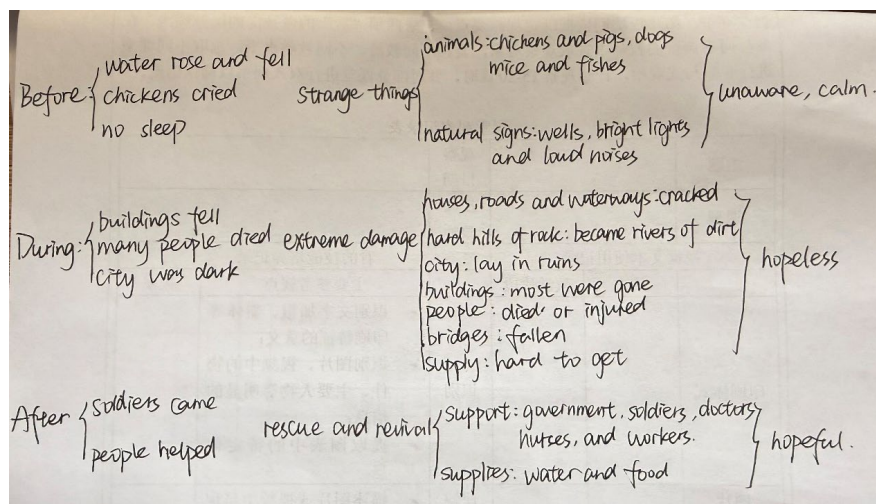 Before:
water rose and fell
chickens cried
no sleep
strange things
animals: chickens and pigs, dogs
mice and fishes
natural signs: wells, bright lights
and loud noises
unaware, calm.
During:
buildings fell
many people died
city was dark
extreme damage
houses, roads and waterways: cracked
hard hills of rock: became rivers of dirt
city: lay in ruins
buildings: most were gone
people: died or injured
bridges: fallen
supply: hard to get
hopeless
After
soldiers came
people helped
rescue and revival
support: government, soldiers, doctors,
nurses, and workers.
supplies: water and food
hopeful.